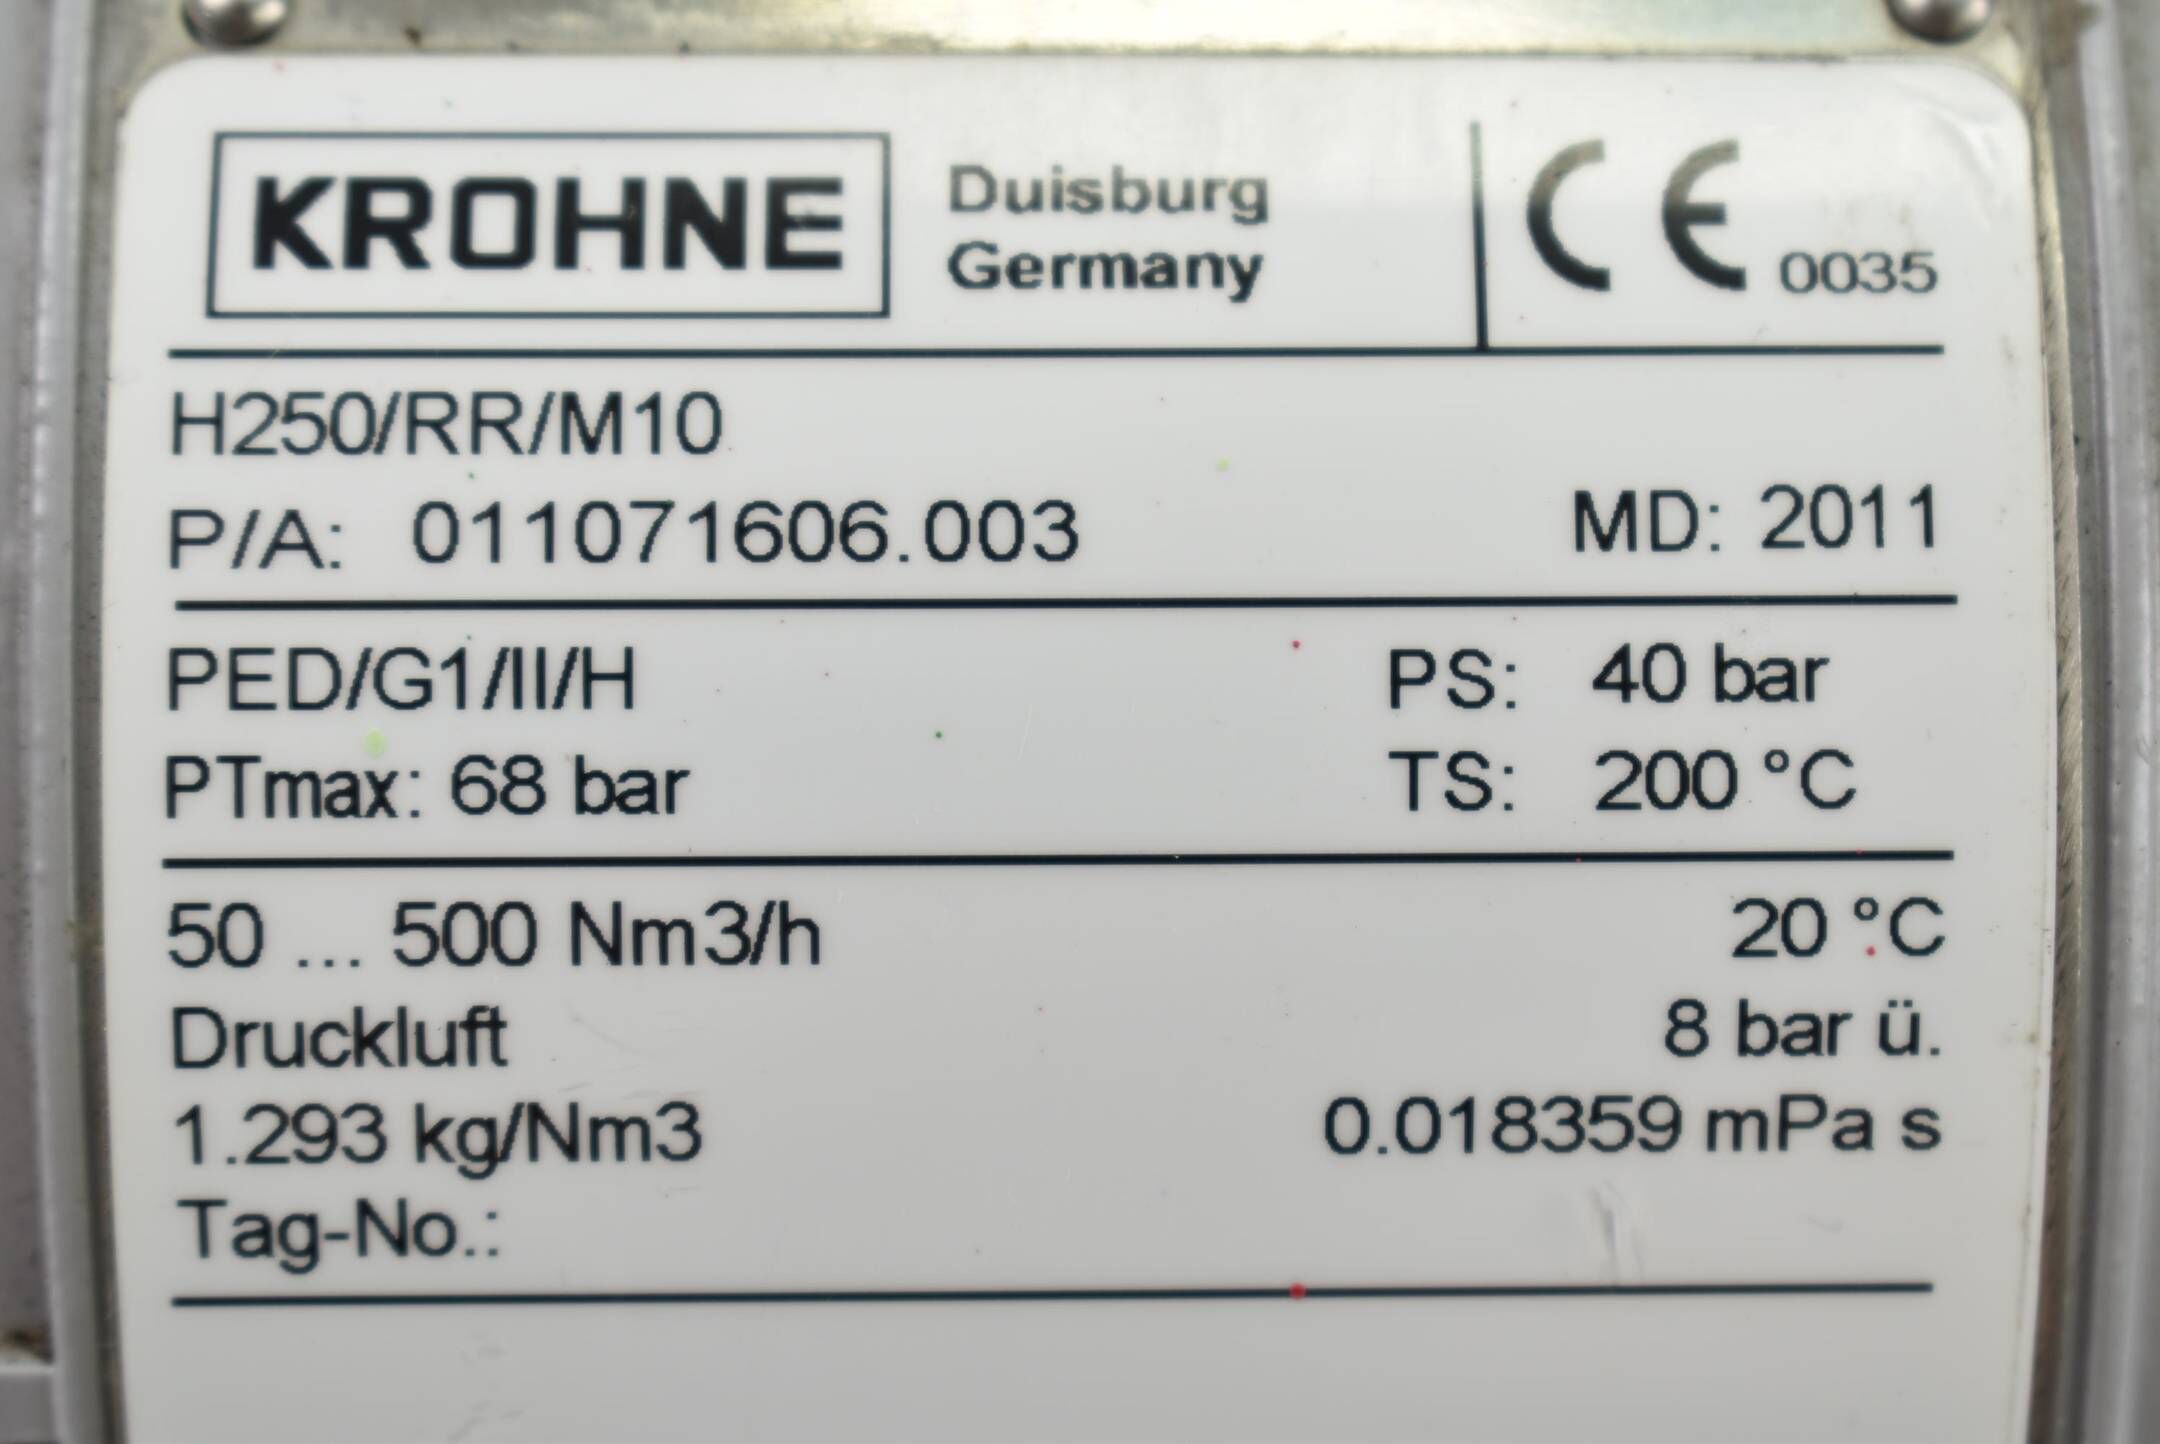 KROHNE Duisburg Germany CE 0035
H250/RR/M10
P/A: 011071606.003 MD: 2011
PED/G1/II/H PS: 40 bar
PTmax: 68 bar TS: 200 °C
50 ... 500 Nm3/h 20 °C
Druckluft 8 bar ü.
1.293 kg/Nm3 0.018359 mPa s
Tag-No.: